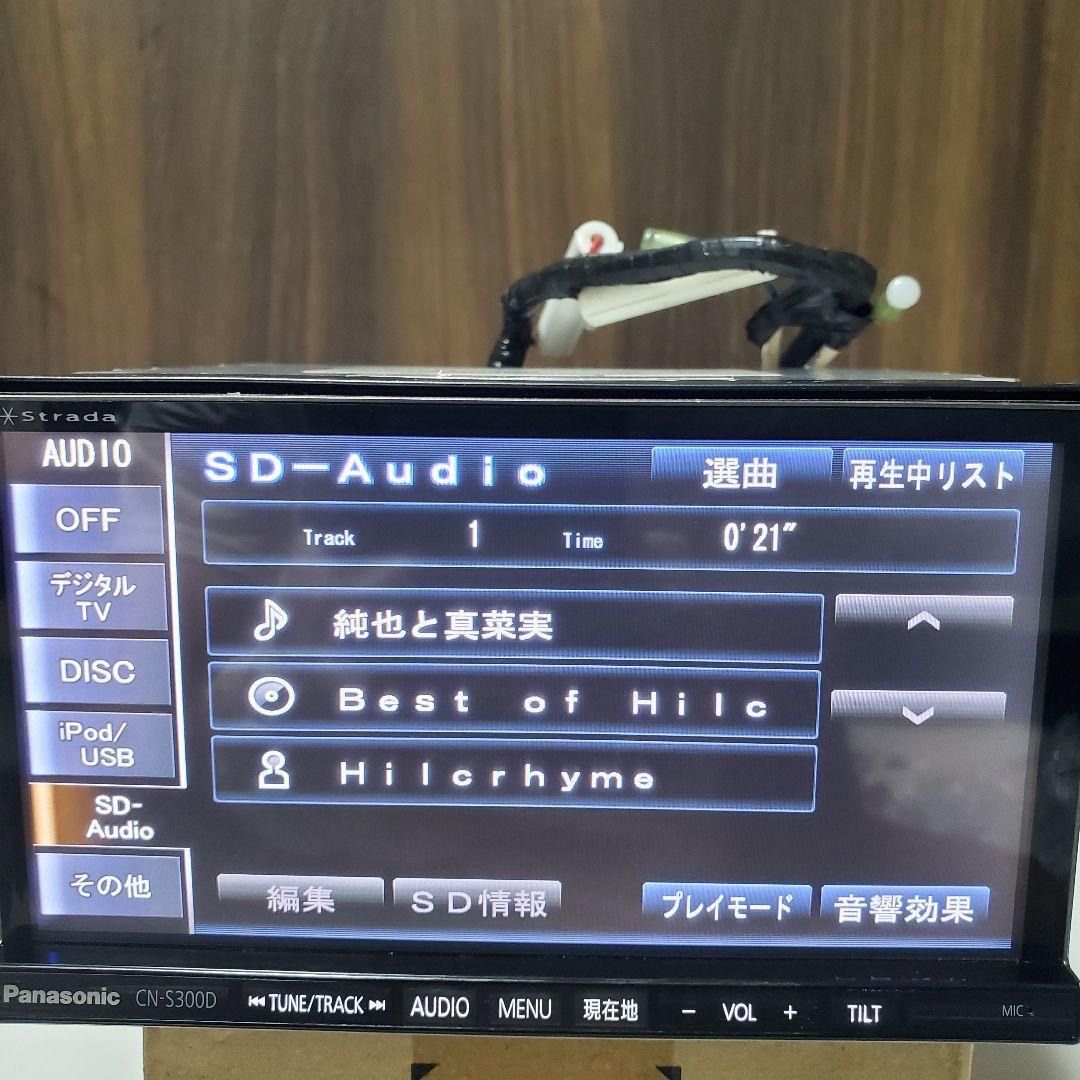 Strada
AUDIO
SD-Audio
選曲
再生中リスト
OFF
Track 1 Time 0'21"
デジタル
TV
純也と真菜実
DISC
Best of Hilc
iPod/
USB
Hilcrhyme
SD-
Audio
その他
編集
SD情報
プレイモード
音響効果
Panasonic CN-S300D
TUNE/TRACK
AUDIO
MENU
現在地
- VOL +
TILT
MIC